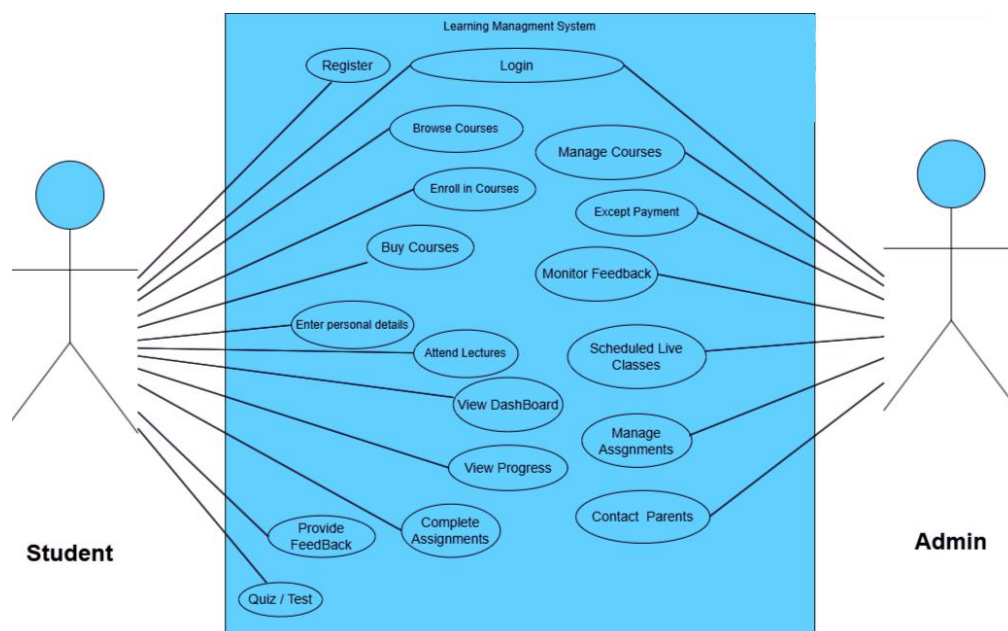 Learning Managment System
Register
Login
Browse Courses
Manage Courses
Enroll in Courses
Except Payment
Buy Courses
Monitor Feedback
Enter personal details
Attend Lectures
Scheduled Live
Classes
View DashBoard
Manage
Assgnments
View Progress
Contact Parents
Provide
FeedBack
Complete
Assignments
Student
Admin
Quiz / Test